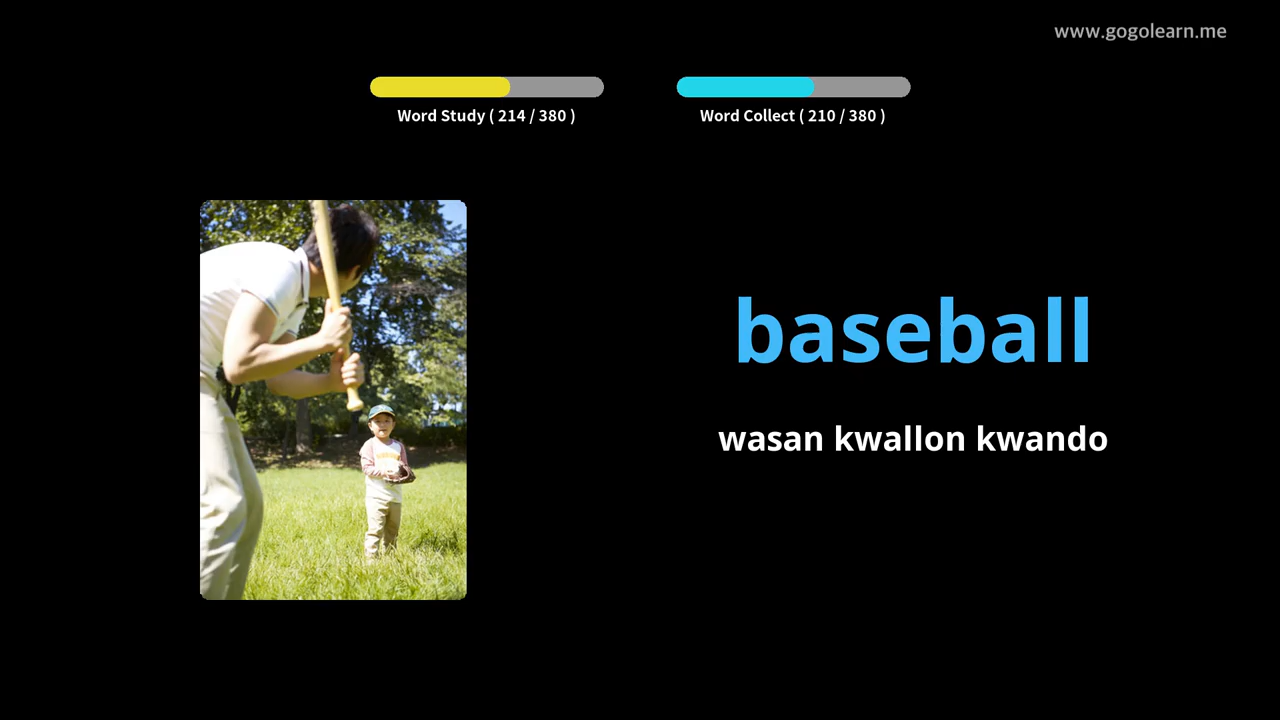 www.gogolearn.me
Word Study ( 214 / 380 )
Word Collect ( 210 / 380 )
baseball
wasan kwallon kwando